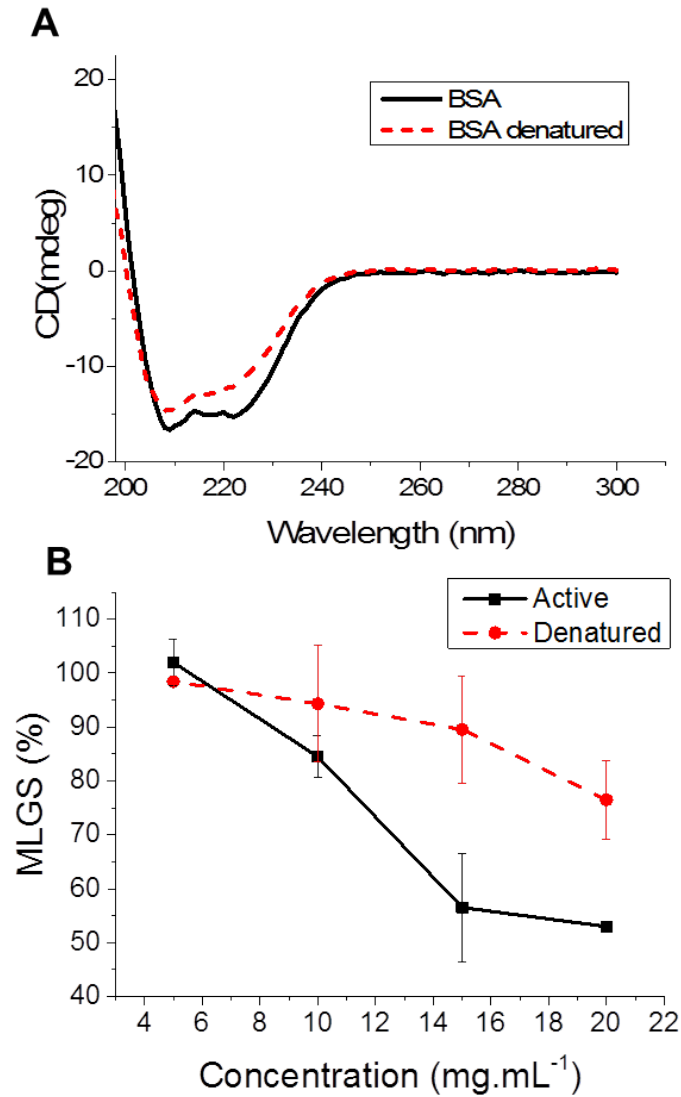 A
CD(mdeg)
20
10
0
-10
-20
BSA
BSA denatured
200 220 240 260 280 300
Wavelength (nm)
B
MLGS (%)
110
100
90
80
70
60
50
40
Active
Denatured
4 6 8 10 12 14 16 18 20 22
Concentration (mg.mL⁻¹)